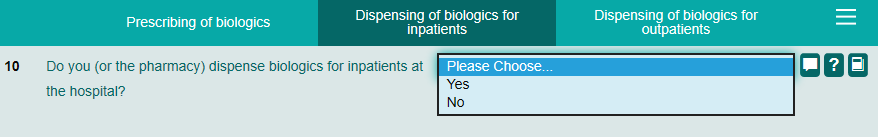 Prescribing of biologics
Dispensing of biologics for
inpatients
Dispensing of biologics for
outpatients
10 Do you (or the pharmacy) dispense biologics for inpatients at
the hospital?
Please Choose...
Yes
No
?